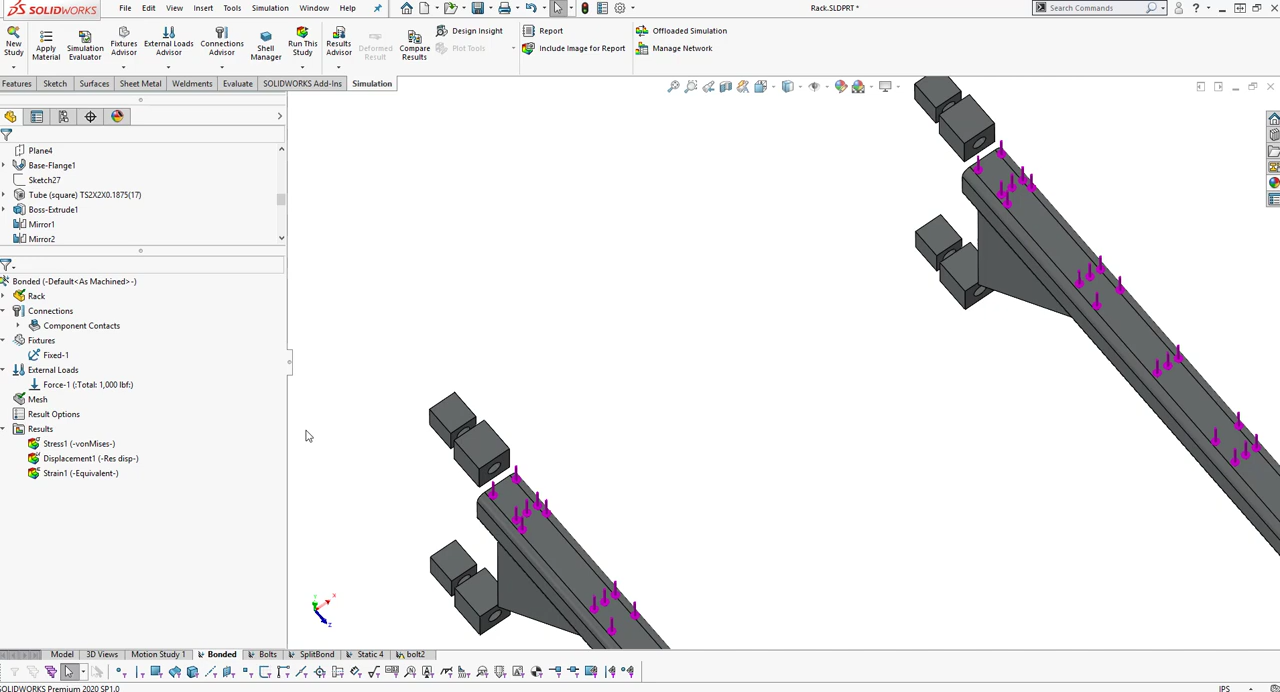 SOLIDWORKS
File Edit View Insert Tools Simulation Window Help
Rack.SLDPRT *
Search Commands
New Study
Apply Material
Simulation Evaluator
Fixtures Advisor
External Loads Advisor
Connections Advisor
Shell Manager
Run This Study
Results Advisor
Deformed Result
Compare Results
Design Insight
Plot Tools
Report
Include Image for Report
Offloaded Simulation
Manage Network
Features Sketch Surfaces Sheet Metal Weldments Evaluate SOLIDWORKS Add-Ins Simulation
Plane4
Base-Flange1
Sketch27
Tube (square) TS2X2X0.1875(17)
Boss-Extrude1
Mirror1
Mirror2
Bonded (-Default<As Machined>-)
Rack
Connections
Component Contacts
Fixtures
Fixed-1
External Loads
Force-1 (:Total: 1,000 lbf:)
Mesh
Result Options
Results
Stress1 (-vonMises-)
Displacement1 (-Res disp-)
Strain1 (-Equivalent-)
Y
X
Z
Model 3D Views Motion Study 1 Bonded Bolts SplitBond Static 4 bolt2
SOLIDWORKS Premium 2020 SP1.0
IPS